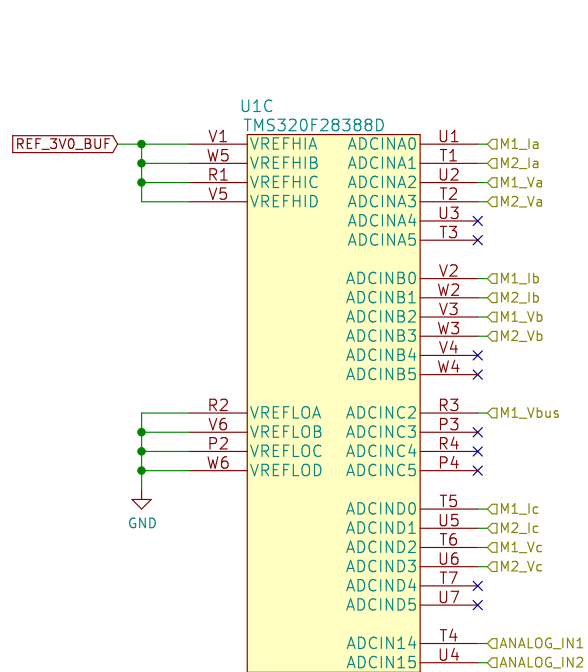 U1C
TMS320F28388D
REF_3V0_BUF V1 VREFHIA ADCINA0 U1 M1_Ia
W5 VREFHIB ADCINA1 T1 M2_Ia
R1 VREFHIC ADCINA2 U2 M1_Va
V5 VREFHID ADCINA3 T2 M2_Va
ADCINA4 U3
ADCINA5 T3
ADCINB0 V2 M1_Ib
ADCINB1 W2 M2_Ib
ADCINB2 V3 M1_Vb
ADCINB3 W3 M2_Vb
ADCINB4 V4
ADCINB5 W4
R2 VREFLOA ADCINC2 R3 M1_Vbus
V6 VREFLOB ADCINC3 P3
P2 VREFLOC ADCINC4 R4
W6 VREFLOD ADCINC5 P4
GND
ADCIND0 T5 M1_Ic
ADCIND1 U5 M2_Ic
ADCIND2 T6 M1_Vc
ADCIND3 U6 M2_Vc
ADCIND4 T7
ADCIND5 U7
ADCIN14 T4 ANALOG_IN1
ADCIN15 U4 ANALOG_IN2